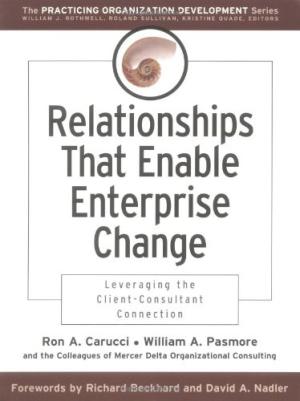 The PRACTICING ORGANIZATION DEVELOPMENT Series
WILLIAM J. ROTHWELL, ROLAND SULLIVAN, KRISTINE QUADE, EDITORS
Relationships
That Enable
Enterprise
Change
Leveraging the
Client-Consultant
Connection
Ron A. Carucci • William A. Pasmore
and the Colleagues of Mercer Delta Organizational Consulting
Forewords by Richard Beckhard and David A. Nadler